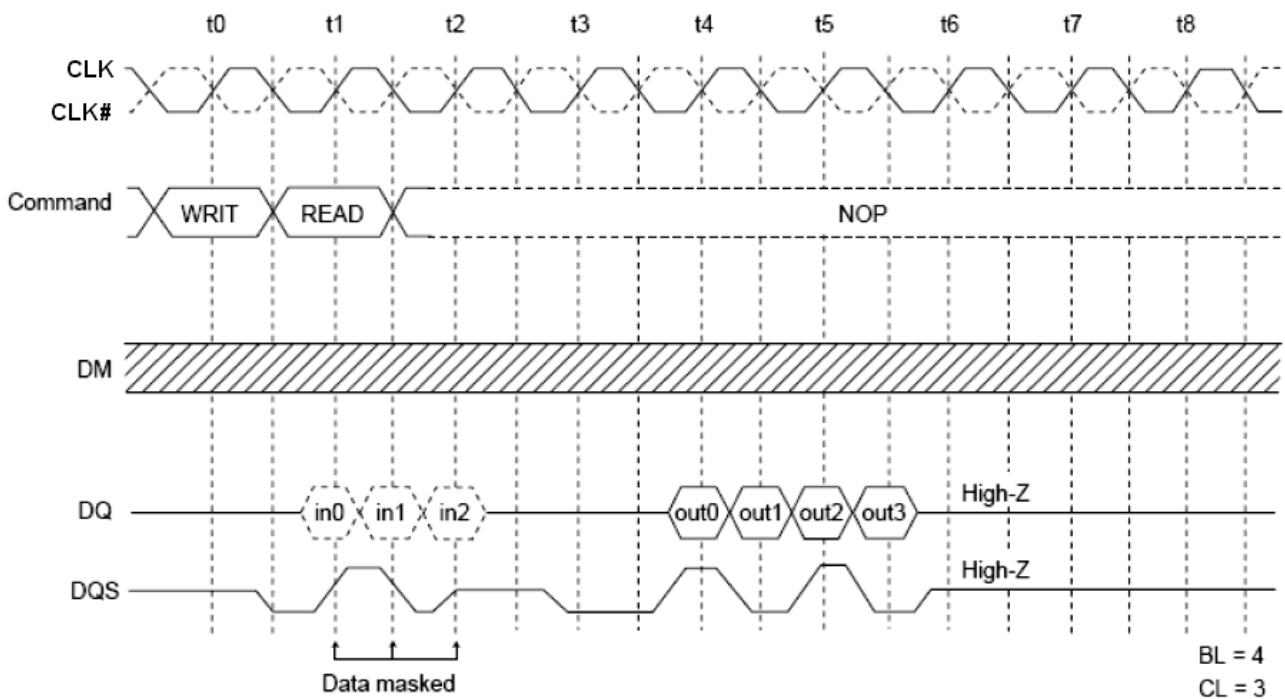 t0 t1 t2 t3 t4 t5 t6 t7 t8
CLK
CLK#
Command WRIT READ NOP
DM
DQ in0 in1 in2 out0 out1 out2 out3 High-Z
DQS High-Z
Data masked
BL = 4
CL = 3